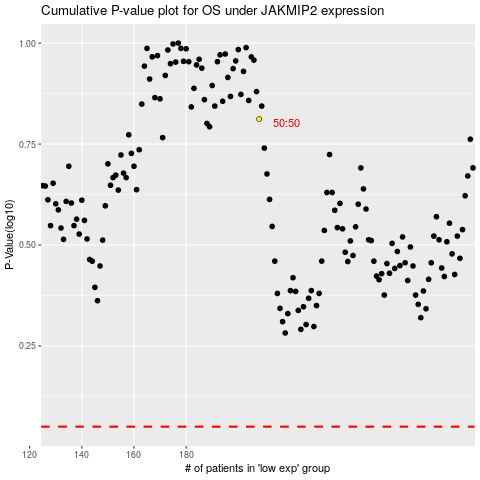 Cumulative P-value plot for OS under JAKMIP2 expression
P-Value(log10)
1.00
0.75
0.50
0.25
50:50
120 140 160 180
# of patients in 'low exp' group